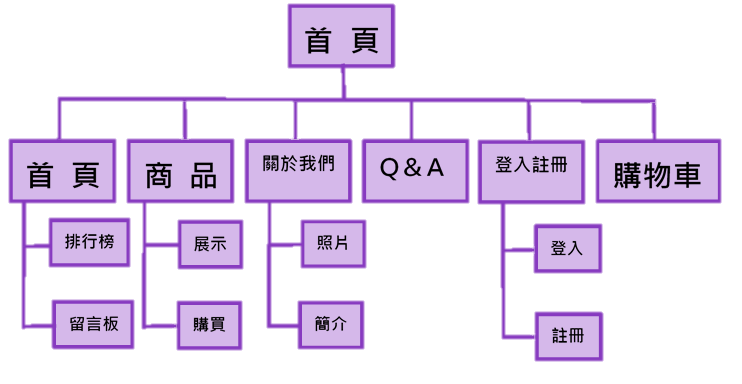 首 頁
首 頁
商 品
關於我們
Q&A
登入註冊
購物車
排行榜
展示
照片
登入
留言板
購買
簡介
註冊